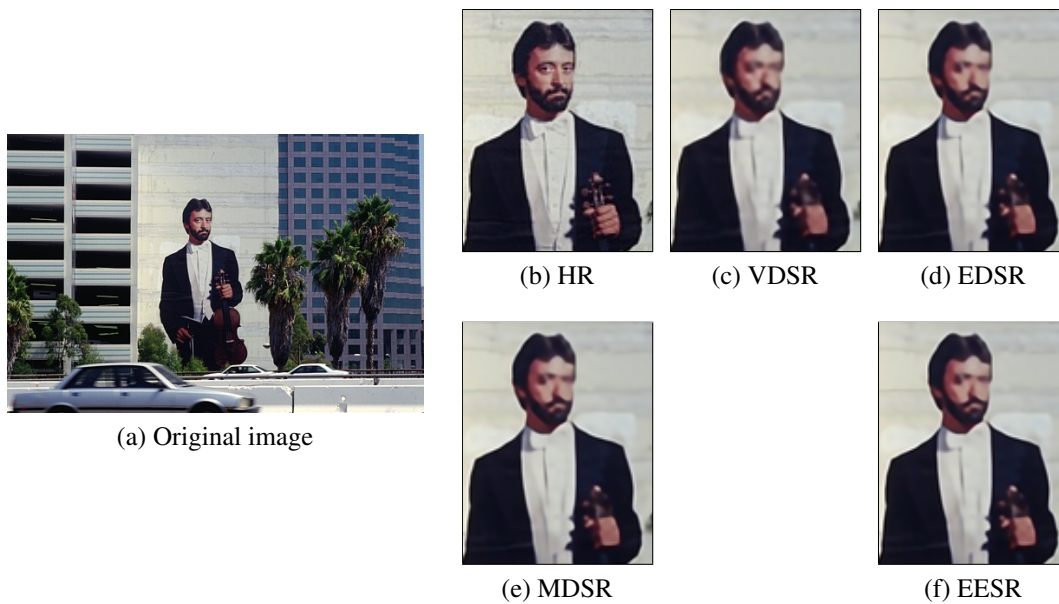 (b) HR
(c) VDSR
(d) EDSR
(a) Original image
(e) MDSR
(f) EESR